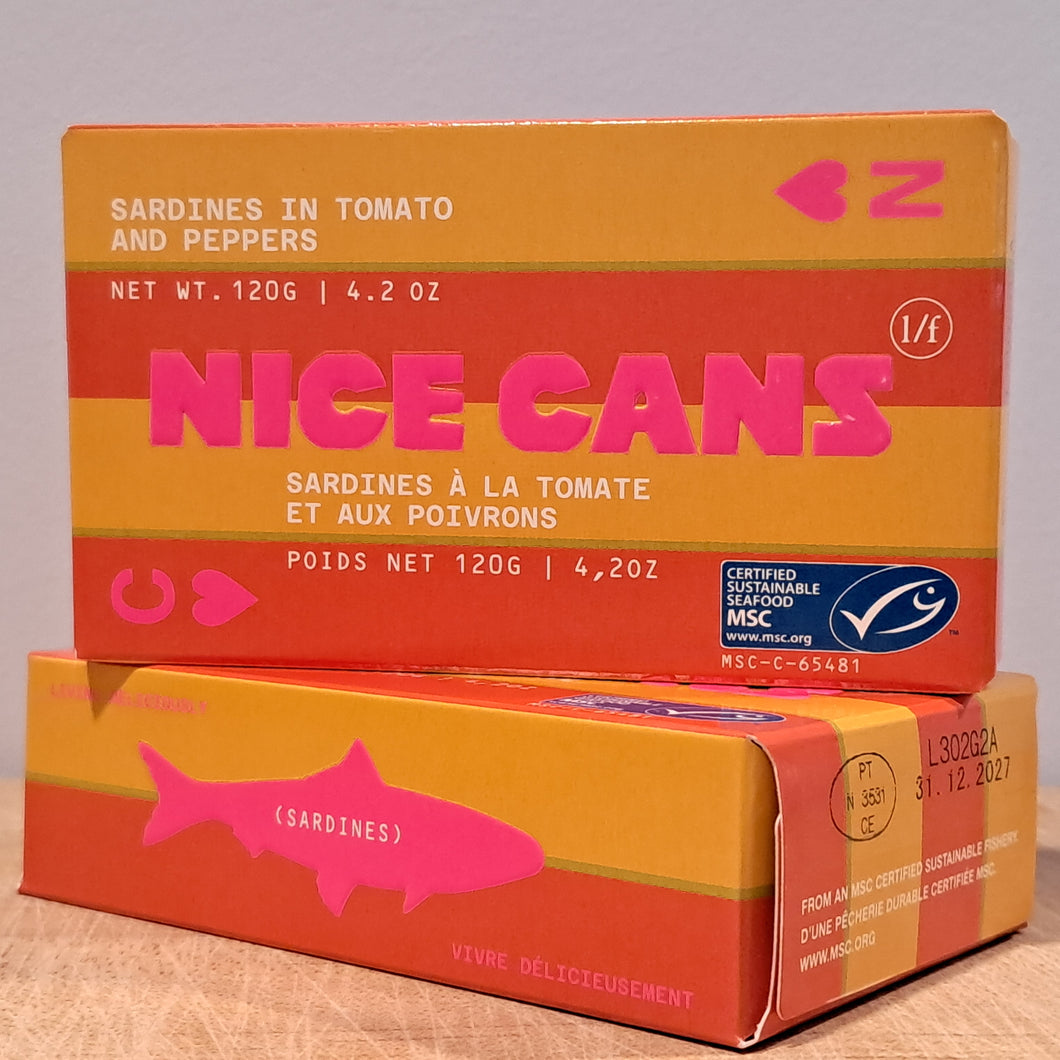 SARDINES IN TOMATO
AND PEPPERS
N
NET WT. 120G | 4.2 OZ
l/f
NICE CANS
SARDINES À LA TOMATE
ET AUX POIVRONS
POIDS NET 120G | 4,2OZ
C
CERTIFIED
SUSTAINABLE
SEAFOOD
MSC
www.msc.org
TM
MSC-C-65481
LIVING DELICIOUSLY
(SARDINES)
VIVRE DÉLICIEUSEMENT
PT
N 3531
CE
L302G2A
31.12.2027
FROM AN MSC CERTIFIED SUSTAINABLE FISHERY.
D'UNE PÊCHERIE DURABLE CERTIFIÉE MSC.
WWW.MSC.ORG